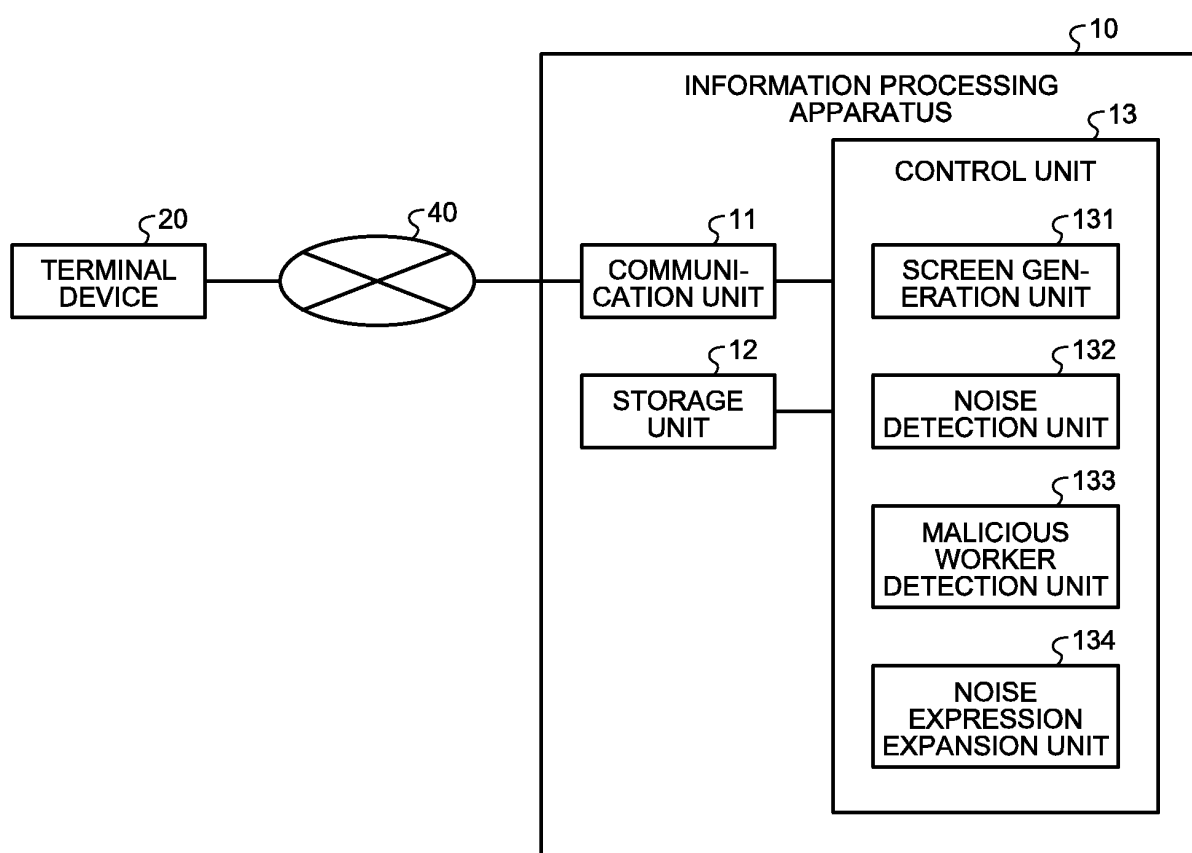 10
INFORMATION PROCESSING
APPARATUS
13
CONTROL UNIT
20
TERMINAL
DEVICE
40
11
COMMUNI-
CATION UNIT
131
SCREEN GEN-
ERATION UNIT
12
STORAGE
UNIT
132
NOISE
DETECTION UNIT
133
MALICIOUS
WORKER
DETECTION UNIT
134
NOISE
EXPRESSION
EXPANSION UNIT